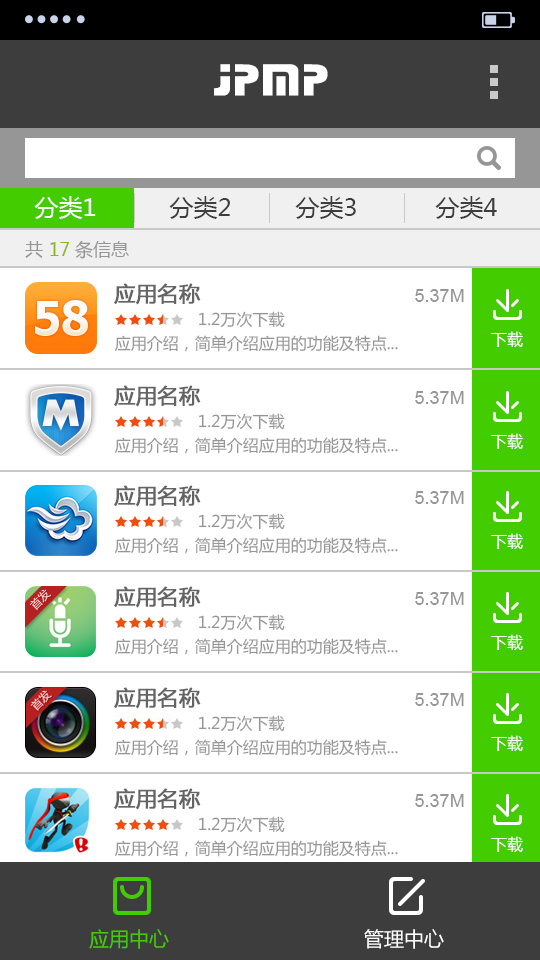 JPMP
分类1 分类2 分类3 分类4
共 17 条信息
58
应用名称 5.37M
1.2万次下载
应用介绍，简单介绍应用的功能及特点...
下载
M
应用名称 5.37M
1.2万次下载
应用介绍，简单介绍应用的功能及特点...
下载
应用名称 5.37M
1.2万次下载
应用介绍，简单介绍应用的功能及特点...
下载
首发
应用名称 5.37M
1.2万次下载
应用介绍，简单介绍应用的功能及特点...
下载
首发
应用名称 5.37M
1.2万次下载
应用介绍，简单介绍应用的功能及特点...
下载
B
应用名称 5.37M
1.2万次下载
应用介绍，简单介绍应用的功能及特点...
下载
应用中心 管理中心